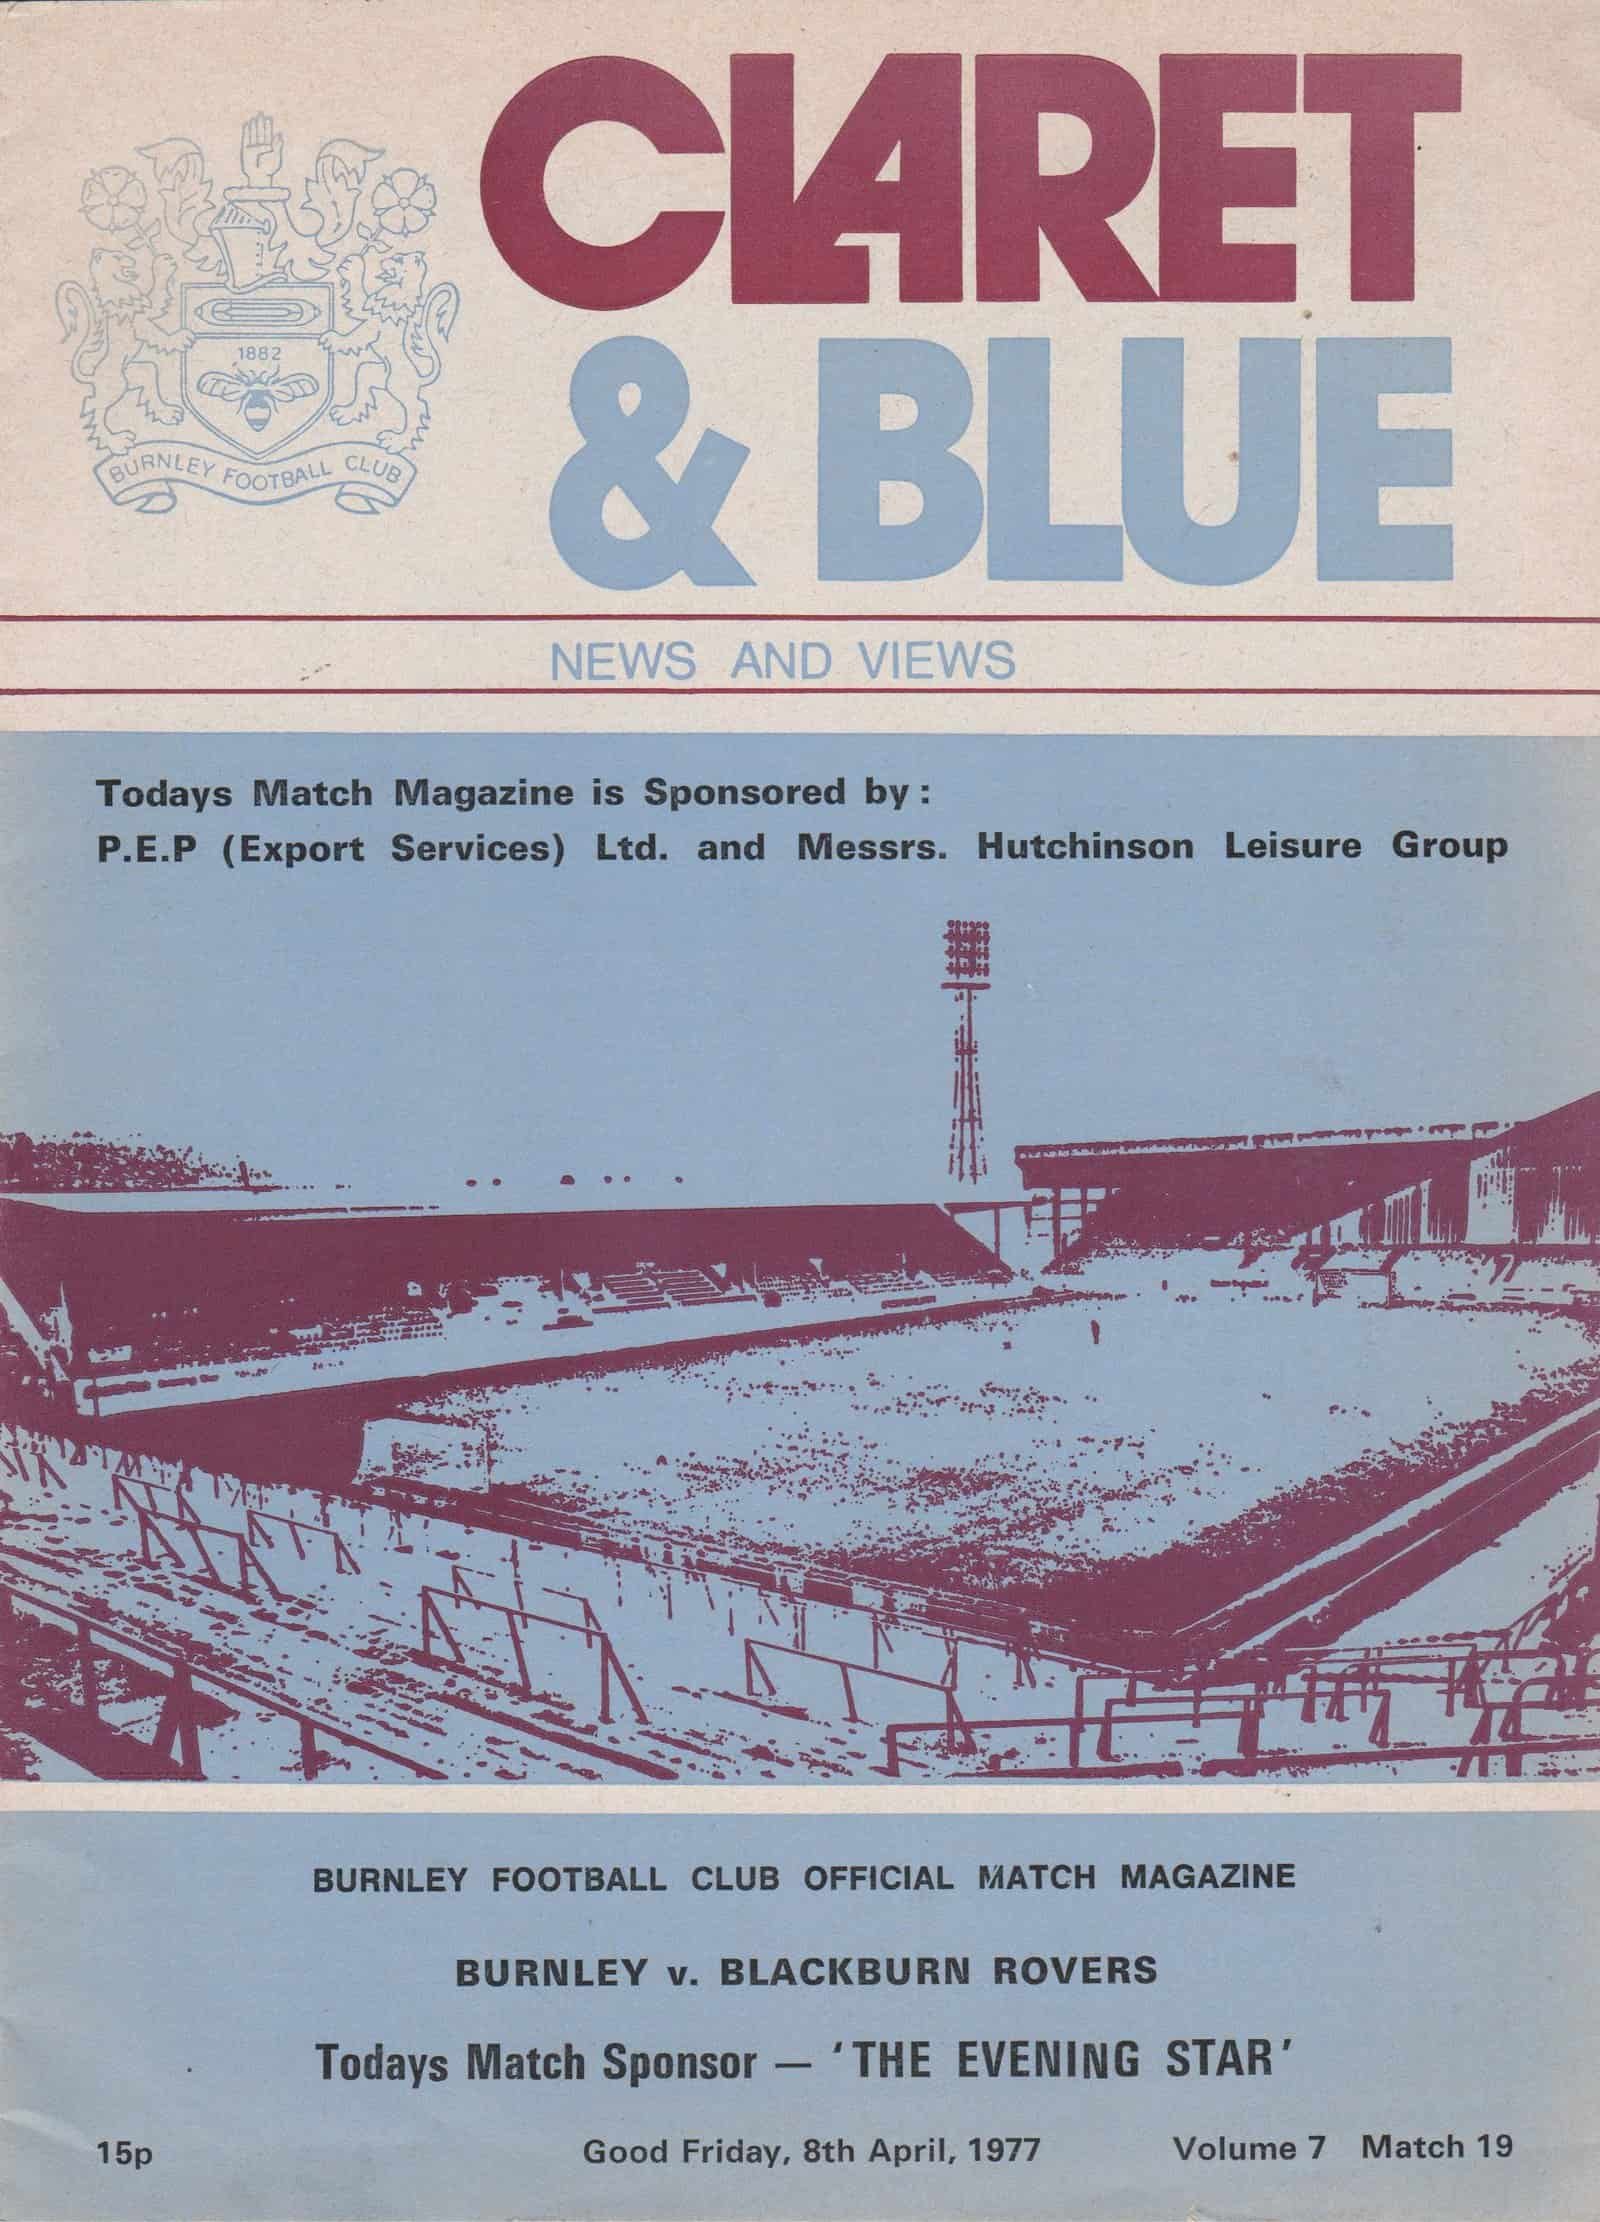 CLARET
& BLUE
1882
BURNLEY FOOTBALL CLUB
NEWS AND VIEWS
Todays Match Magazine is Sponsored by :
P.E.P (Export Services) Ltd. and Messrs. Hutchinson Leisure Group
BURNLEY FOOTBALL CLUB OFFICIAL MATCH MAGAZINE
BURNLEY v. BLACKBURN ROVERS
Todays Match Sponsor — 'THE EVENING STAR'
15p Good Friday, 8th April, 1977 Volume 7 Match 19